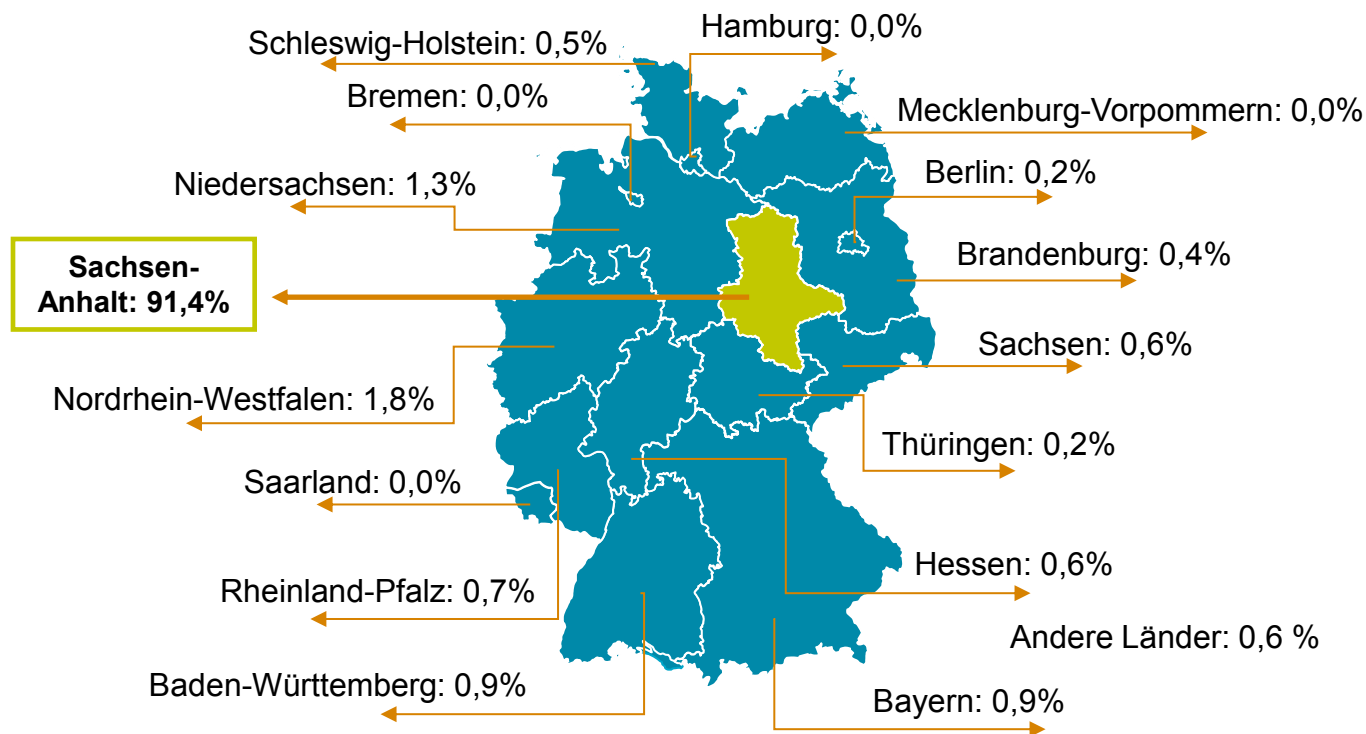 Hamburg: 0,0%
Schleswig-Holstein: 0,5%
Bremen: 0,0%
Mecklenburg-Vorpommern: 0,0%
Berlin: 0,2%
Niedersachsen: 1,3%
Brandenburg: 0,4%
Sachsen-
Anhalt: 91,4%
Sachsen: 0,6%
Nordrhein-Westfalen: 1,8%
Thüringen: 0,2%
Saarland: 0,0%
Hessen: 0,6%
Rheinland-Pfalz: 0,7%
Andere Länder: 0,6 %
Baden-Württemberg: 0,9%
Bayern: 0,9%